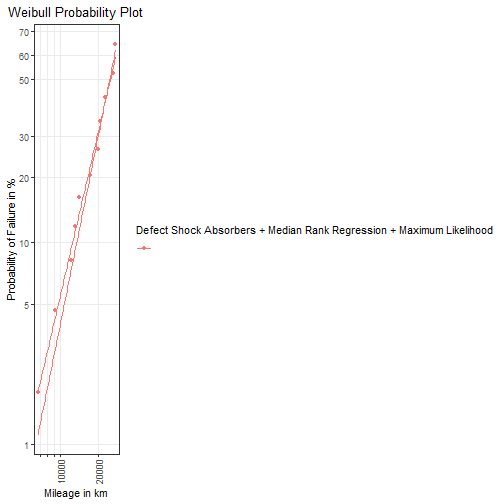 Weibull Probability Plot
Probability of Failure in %
70
60
50
30
20
10
5
1
10000
20000
Mileage in km
Defect Shock Absorbers + Median Rank Regression + Maximum Likelihood